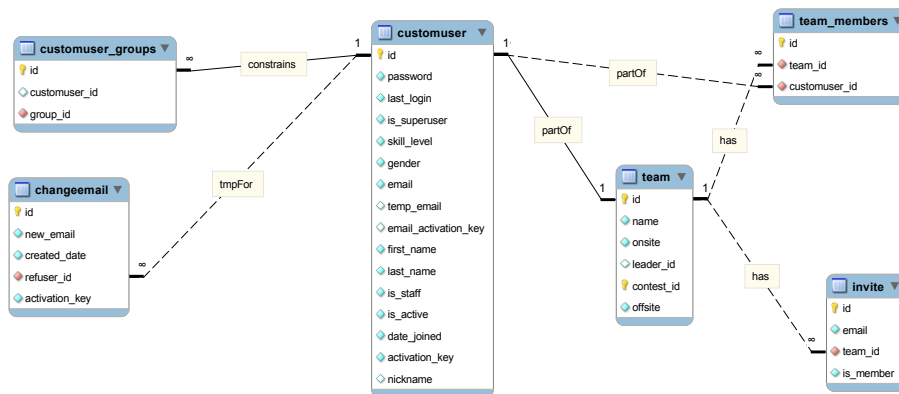 customuser_groups
id
customuser_id
group_id
∞
constrains
1
changeemail
id
new_email
created_date
refuser_id
activation_key
∞
tmpFor
customuser
id
password
last_login
is_superuser
skill_level
gender
email
temp_email
email_activation_key
first_name
last_name
is_staff
is_active
date_joined
activation_key
nickname
1
partOf
∞
partOf
1
team
id
name
onsite
leader_id
contest_id
offsite
1
has
∞
has
∞
team_members
id
team_id
customuser_id
invite
id
email
team_id
is_member